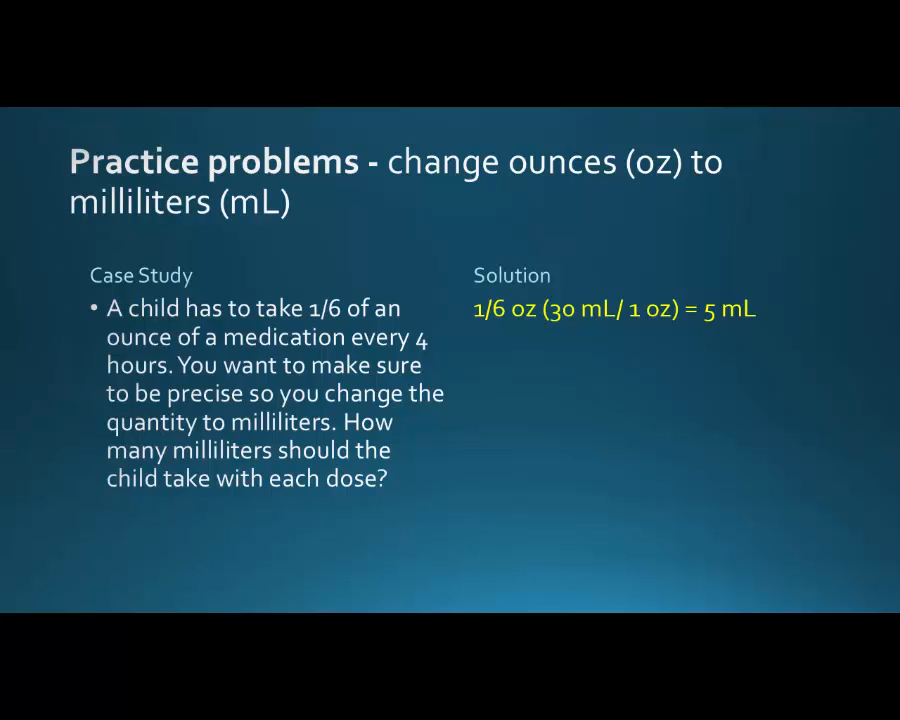 Practice problems - change ounces (oz) to
milliliters (mL)
Case Study
• A child has to take 1/6 of an
ounce of a medication every 4
hours. You want to make sure
to be precise so you change the
quantity to milliliters. How
many milliliters should the
child take with each dose?
Solution
1/6 oz (30 mL/ 1 oz) = 5 mL